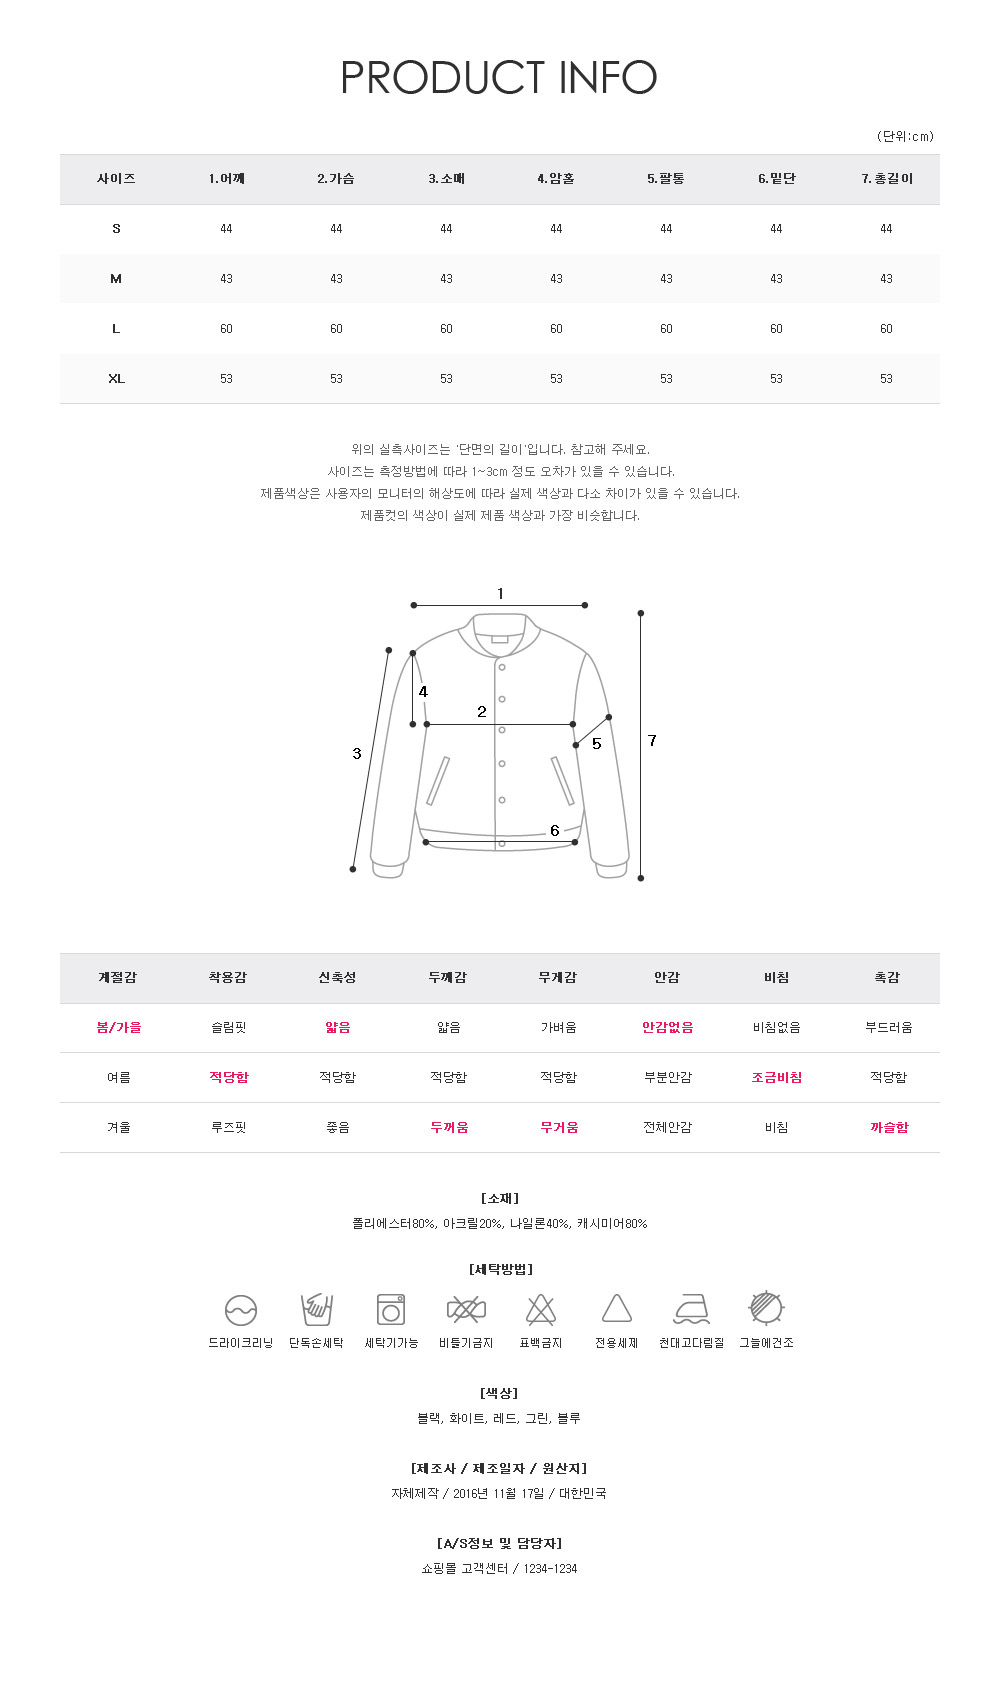 PRODUCT INFO
(단위:cm)
사이즈 1.어깨 2.가슴 3.소매 4.암홀 5.팔통 6.밑단 7.총길이
S 44 44 44 44 44 44 44
M 43 43 43 43 43 43 43
L 60 60 60 60 60 60 60
XL 53 53 53 53 53 53 53
위의 실측사이즈는 '단면의 길이'입니다. 참고해 주세요.
사이즈는 측정방법에 따라 1~3cm 정도 오차가 있을 수 있습니다.
제품색상은 사용자의 모니터의 해상도에 따라 실제 색상과 다소 차이가 있을 수 있습니다.
제품컷의 색상이 실제 제품 색상과 가장 비슷합니다.
1
4
2
3
5
7
6
계절감 착용감 신축성 두께감 무게감 안감 비침 촉감
봄/가을 슬림핏 얇음 얇음 가벼움 안감없음 비침없음 부드러움
여름 적당함 적당함 적당함 적당함 부분안감 조금비침 적당함
겨울 루즈핏 좋음 두꺼움 무거움 전체안감 비침 까슬함
[소재]
폴리에스터80%, 아크릴20%, 나일론40%, 캐시미어80%
[세탁방법]
드라이크리닝 단독손세탁 세탁기가능 비틀기금지 표백금지 전용세제 천대고다림질 그늘에건조
[색상]
블랙, 화이트, 레드, 그린, 블루
[제조사 / 제조일자 / 원산지]
자체제작 / 2016년 11월 17일 / 대한민국
[A/S정보 및 담당자]
쇼핑몰 고객센터 / 1234-1234